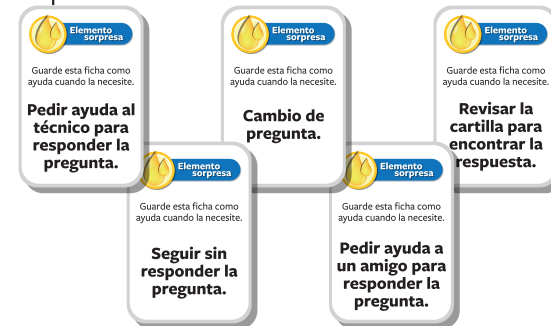 Elemento
sorpresa
Guarde esta ficha como
ayuda cuando la necesite.
Pedir ayuda al
técnico para
responder la
pregunta.
Elemento
sorpresa
Guarde esta ficha como
ayuda cuando la necesite.
Cambio de
pregunta.
Elemento
sorpresa
Guarde esta ficha como
ayuda cuando la necesite.
Revisar la
cartilla para
encontrar la
respuesta.
Elemento
sorpresa
Guarde esta ficha como
ayuda cuando la necesite.
Seguir sin
responder la
pregunta.
Elemento
sorpresa
Guarde esta ficha como
ayuda cuando la necesite.
Pedir ayuda a
un amigo para
responder la
pregunta.